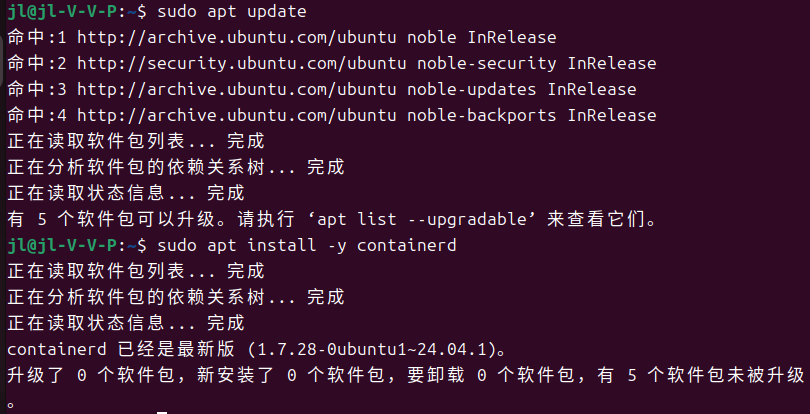 jl@jl-V-V-P:~$ sudo apt update
命中:1 http://archive.ubuntu.com/ubuntu noble InRelease
命中:2 http://security.ubuntu.com/ubuntu noble-security InRelease
命中:3 http://archive.ubuntu.com/ubuntu noble-updates InRelease
命中:4 http://archive.ubuntu.com/ubuntu noble-backports InRelease
正在读取软件包列表... 完成
正在分析软件包的依赖关系树... 完成
正在读取状态信息... 完成
有 5 个软件包可以升级。请执行 ‘apt list --upgradable’ 来查看它们。
jl@jl-V-V-P:~$ sudo apt install -y containerd
正在读取软件包列表... 完成
正在分析软件包的依赖关系树... 完成
正在读取状态信息... 完成
containerd 已经是最新版 (1.7.28-0ubuntu1~24.04.1)。
升级了 0 个软件包，新安装了 0 个软件包，要卸载 0 个软件包，有 5 个软件包未被升级
。